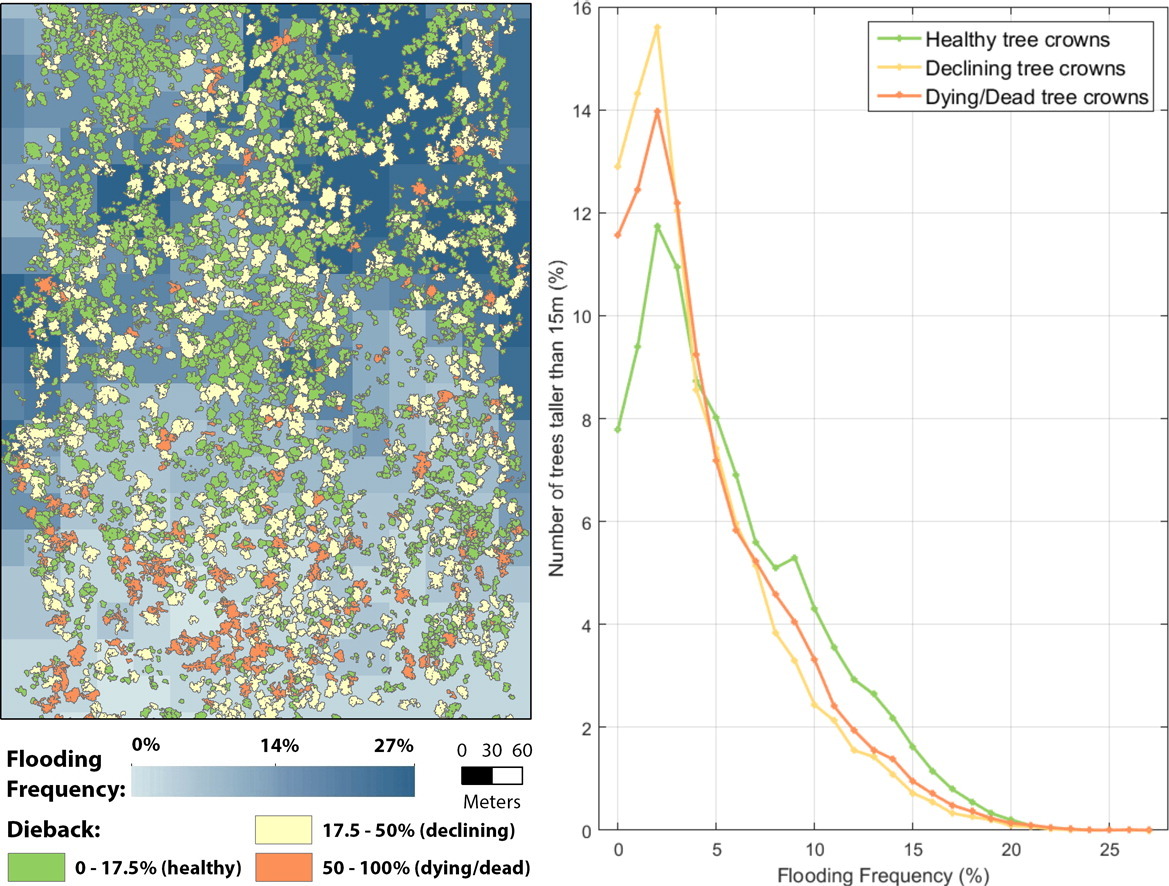 0% 14% 27%
Flooding
Frequency:
0 30 60
Meters
Dieback:
17.5 - 50% (declining)
0 - 17.5% (healthy)
50 - 100% (dying/dead)
Healthy tree crowns
Declining tree crowns
Dying/Dead tree crowns
Number of trees taller than 15m (%)
16
14
12
10
8
6
4
2
0
0 5 10 15 20 25
Flooding Frequency (%)